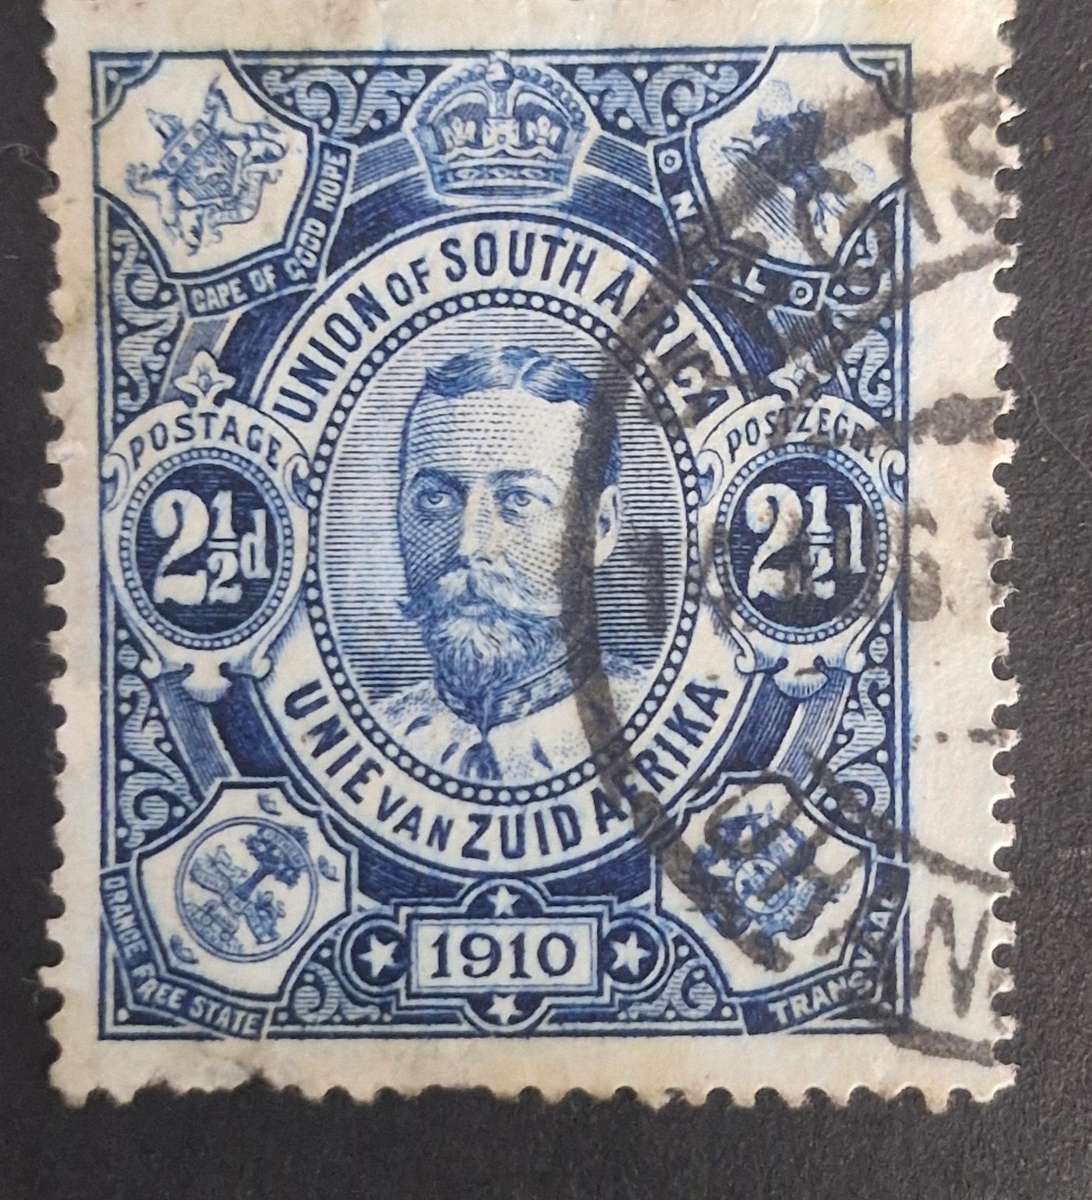 CAPE OF GOOD HOPE
NATAL
UNION OF SOUTH AFRICA
POSTAGE
POSTZEGEL
2½d
2½d
UNIE VAN ZUID AFRIKA
ORANGE FREE STATE
1910
TRANSVAAL